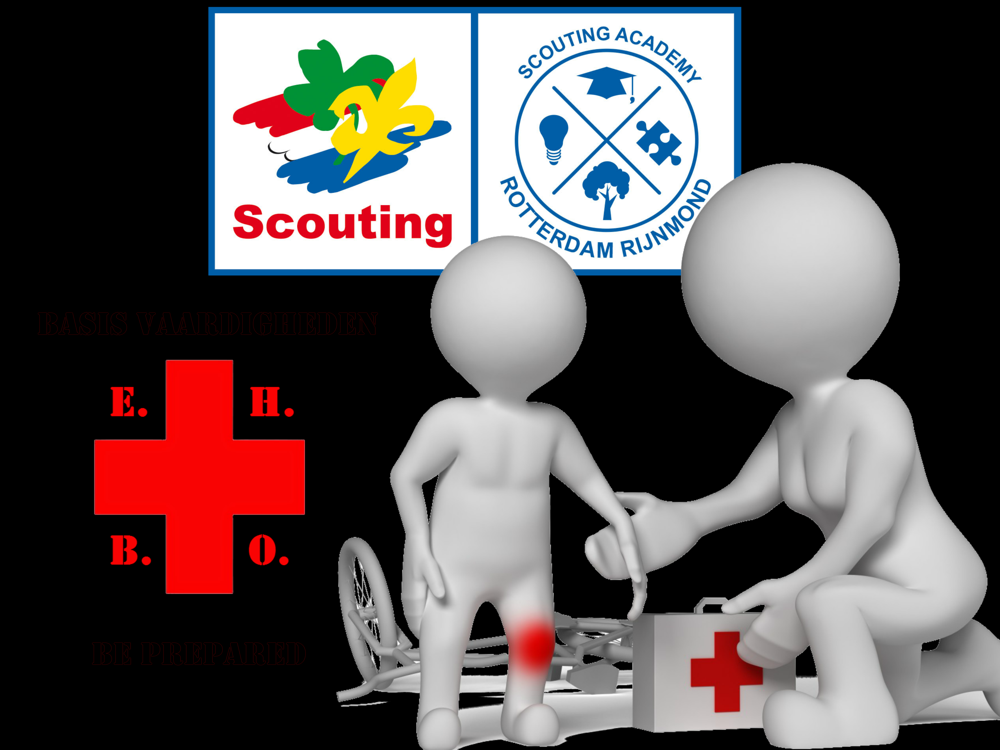 Scouting
SCOUTING ACADEMY
ROTTERDAM RIJNMOND
BASIS VAARDIGHEDEN
E. H.
B. O.
BE PREPARED